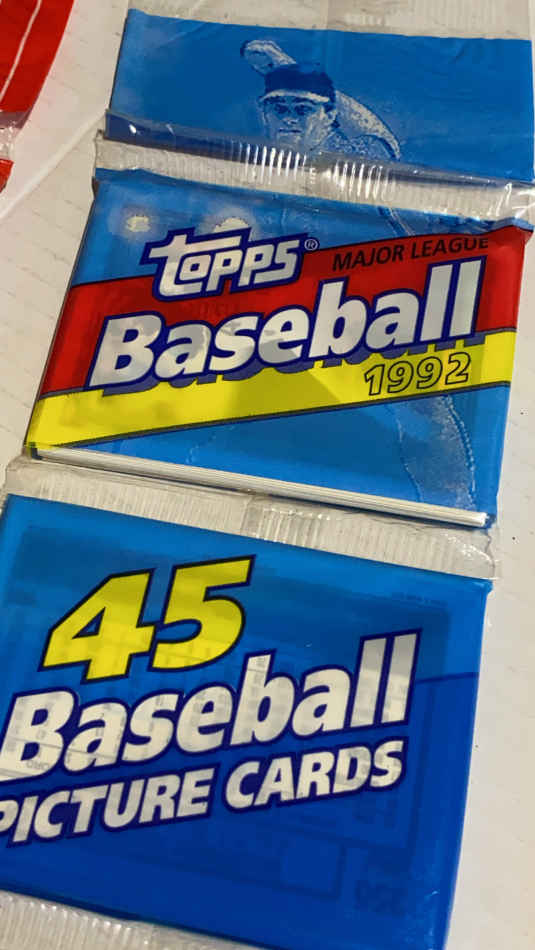 Topps® MAJOR LEAGUE
Baseball
1992
45
Baseball
PICTURE CARDS